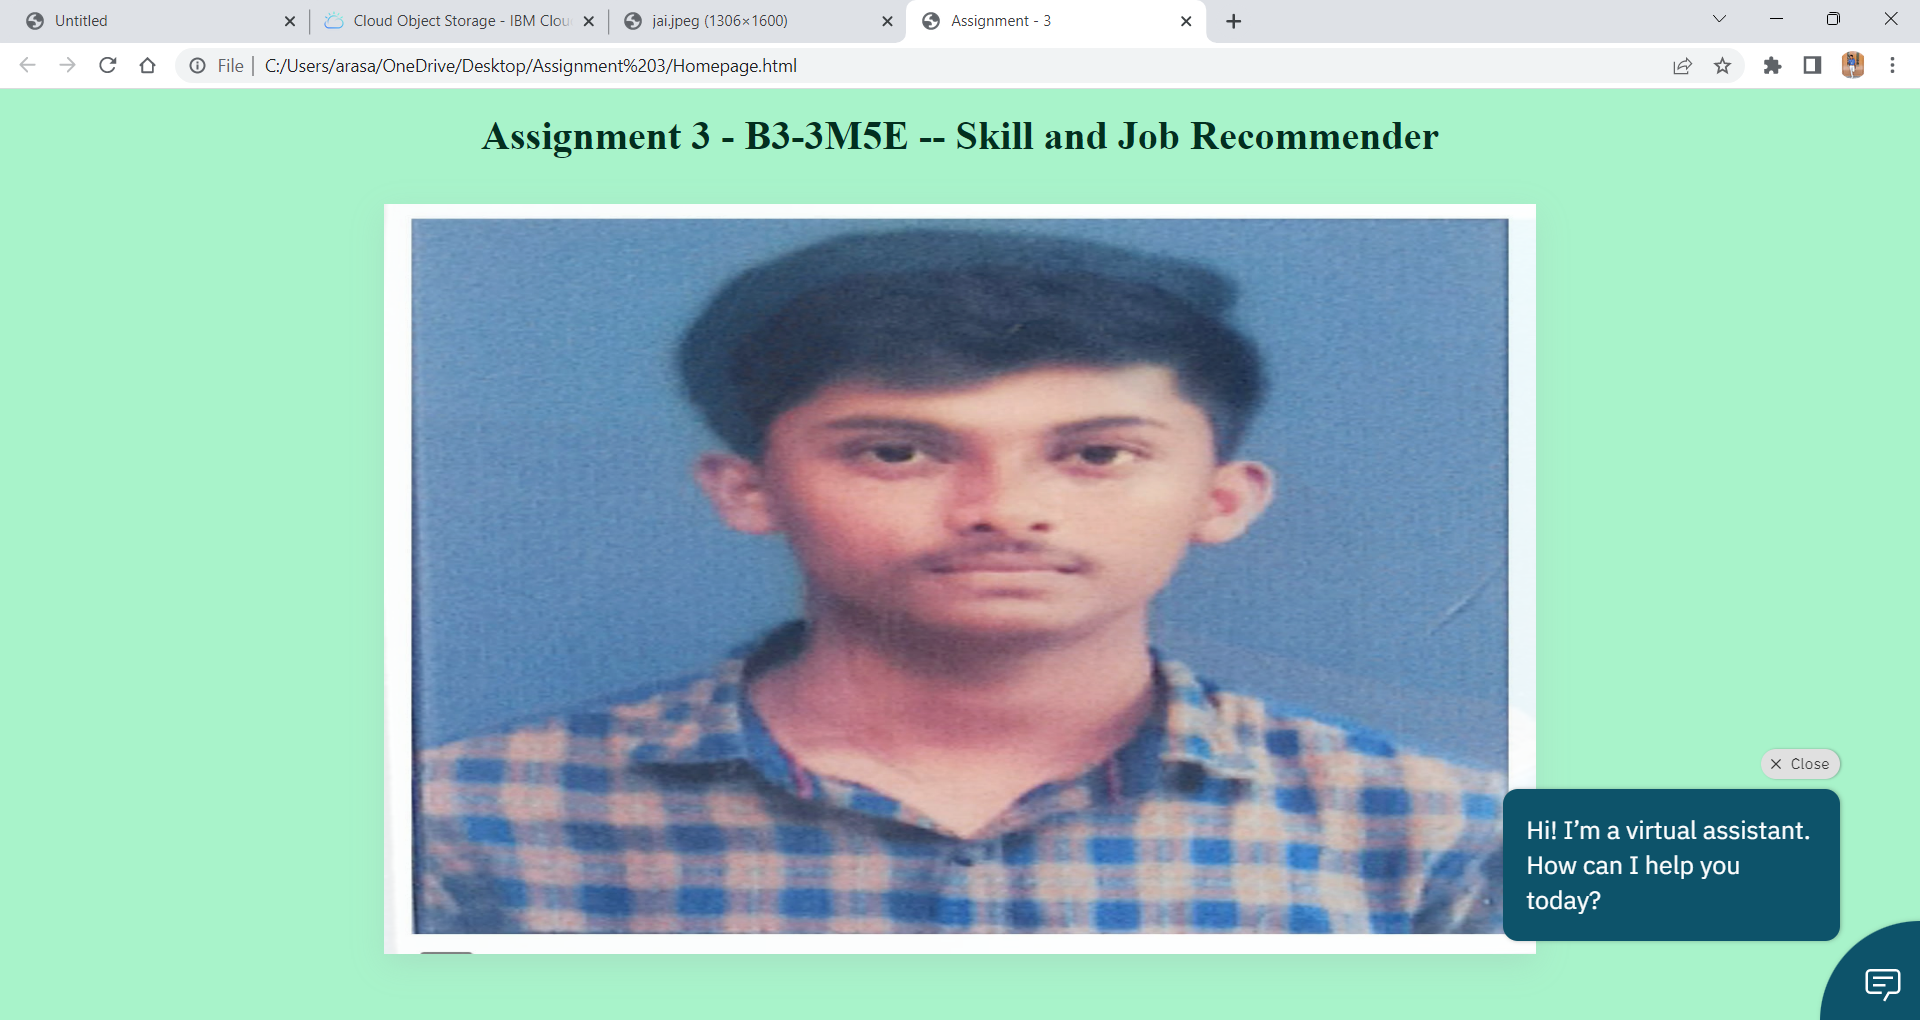 Untitled
Cloud Object Storage - IBM Clou
jai.jpeg (1306×1600)
Assignment - 3
File
C:/Users/arasa/OneDrive/Desktop/Assignment%203/Homepage.html
Assignment 3 - B3-3M5E -- Skill and Job Recommender
Close
Hi! I’m a virtual assistant.
How can I help you
today?